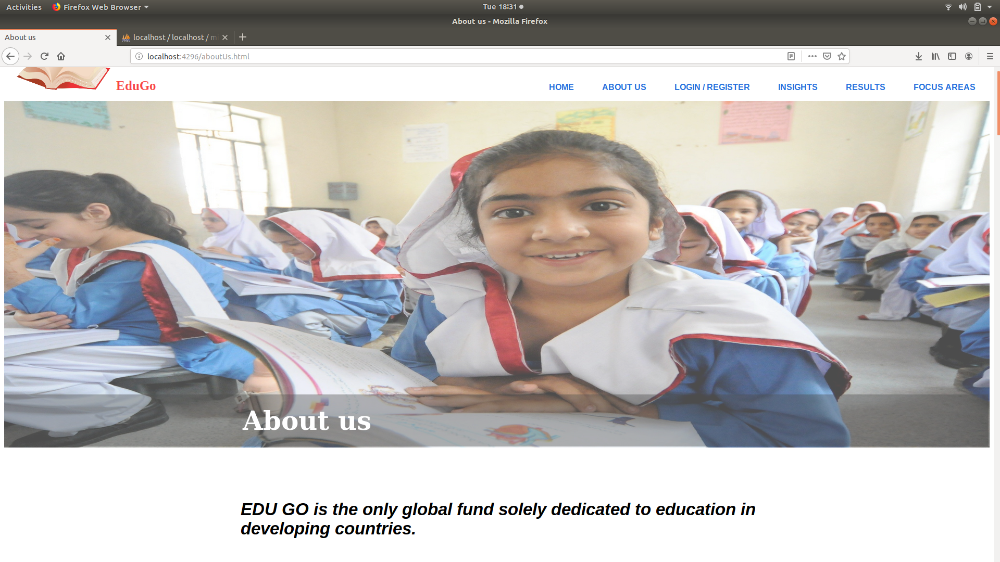 Activities Firefox Web Browser Tue 18:31
About us - Mozilla Firefox
About us localhost / localhost / m
localhost:4296/aboutUs.html
EduGo HOME ABOUT US LOGIN / REGISTER INSIGHTS RESULTS FOCUS AREAS
About us
EDU GO is the only global fund solely dedicated to education in
developing countries.